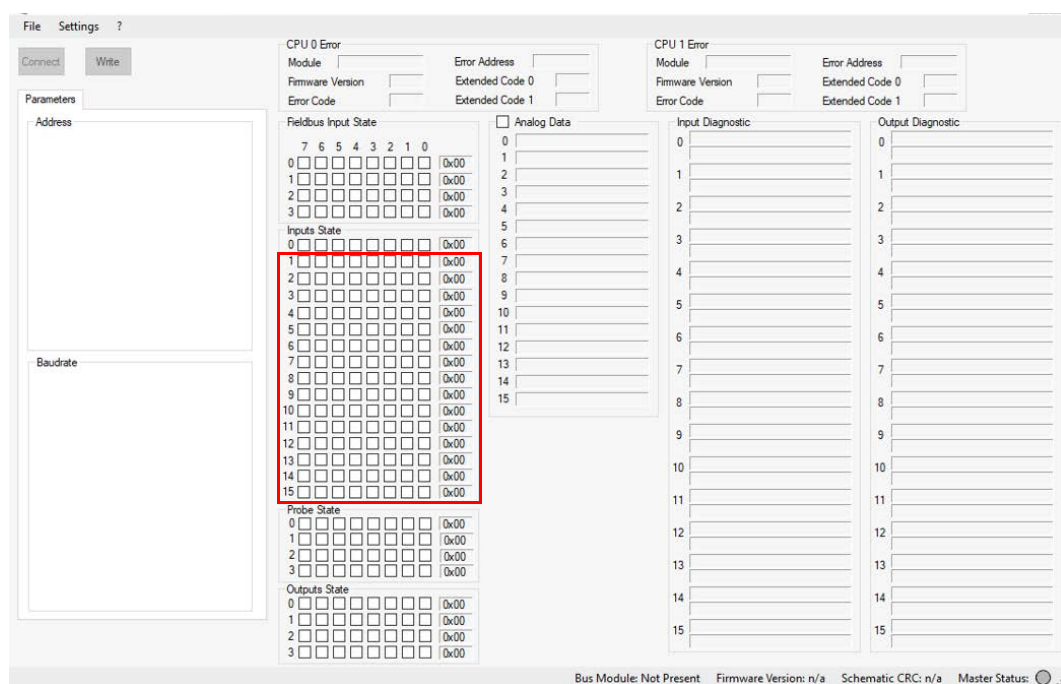 File Settings ?
Connect Write
Parameters
Address
Baudrate
CPU 0 Error
Module Error Address
Firmware Version Extended Code 0
Error Code Extended Code 1
CPU 1 Error
Module Error Address
Firmware Version Extended Code 0
Error Code Extended Code 1
Fieldbus Input State
7 6 5 4 3 2 1 0
0 0x00
1 0x00
2 0x00
3 0x00
Inputs State
0 0x00
1 0x00
2 0x00
3 0x00
4 0x00
5 0x00
6 0x00
7 0x00
8 0x00
9 0x00
10 0x00
11 0x00
12 0x00
13 0x00
14 0x00
15 0x00
Probe State
0 0x00
1 0x00
2 0x00
3 0x00
Outputs State
0 0x00
1 0x00
2 0x00
3 0x00
Analog Data
0
1
2
3
4
5
6
7
8
9
10
11
12
13
14
15
Input Diagnostic
0
1
2
3
4
5
6
7
8
9
10
11
12
13
14
15
Output Diagnostic
0
1
2
3
4
5
6
7
8
9
10
11
12
13
14
15
Bus Module: Not Present Firmware Version: n/a Schematic CRC: n/a Master Status: